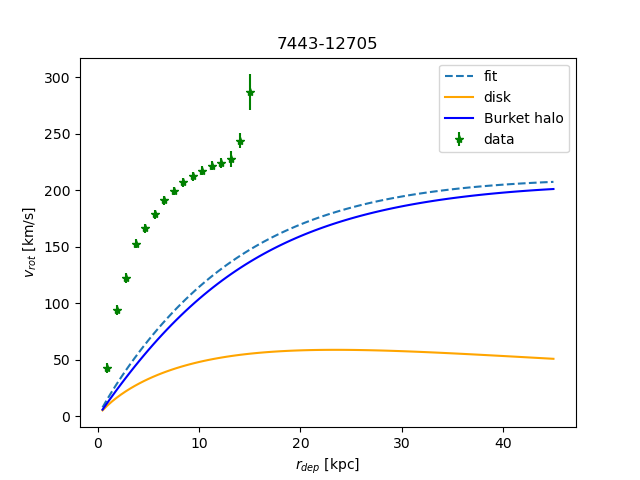 7443-12705
300
250
200
150
100
50
0
v_rot [km/s]
fit
disk
Burket halo
data
0 10 20 30 40
r_dep [kpc]